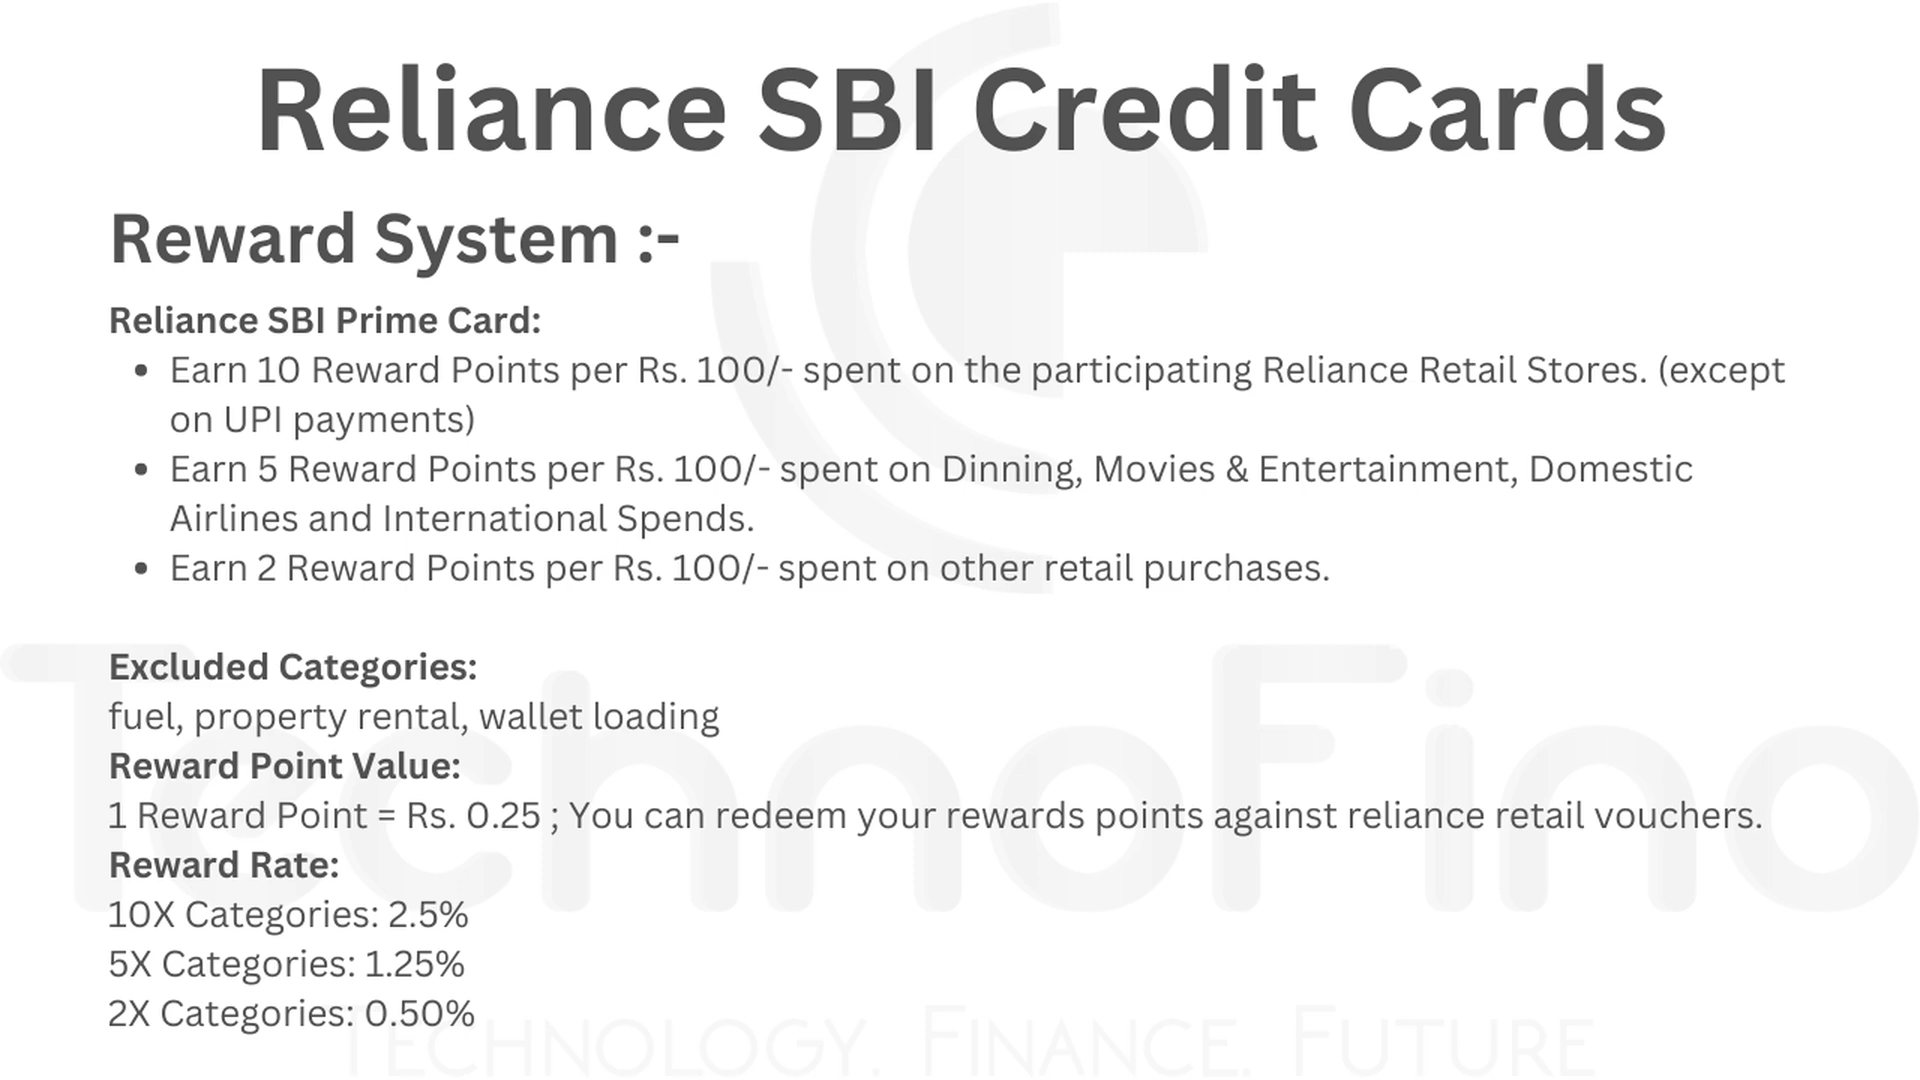 Reliance SBI Credit Cards
Reward System :-
Reliance SBI Prime Card:
• Earn 10 Reward Points per Rs. 100/- spent on the participating Reliance Retail Stores. (except
on UPI payments)
• Earn 5 Reward Points per Rs. 100/- spent on Dinning, Movies & Entertainment, Domestic
Airlines and International Spends.
• Earn 2 Reward Points per Rs. 100/- spent on other retail purchases.
Excluded Categories:
fuel, property rental, wallet loading
Reward Point Value:
1 Reward Point = Rs. 0.25 ; You can redeem your rewards points against reliance retail vouchers.
Reward Rate:
10X Categories: 2.5%
5X Categories: 1.25%
2X Categories: 0.50%
TechnoFino
TECHNOLOGY. FINANCE. FUTURE